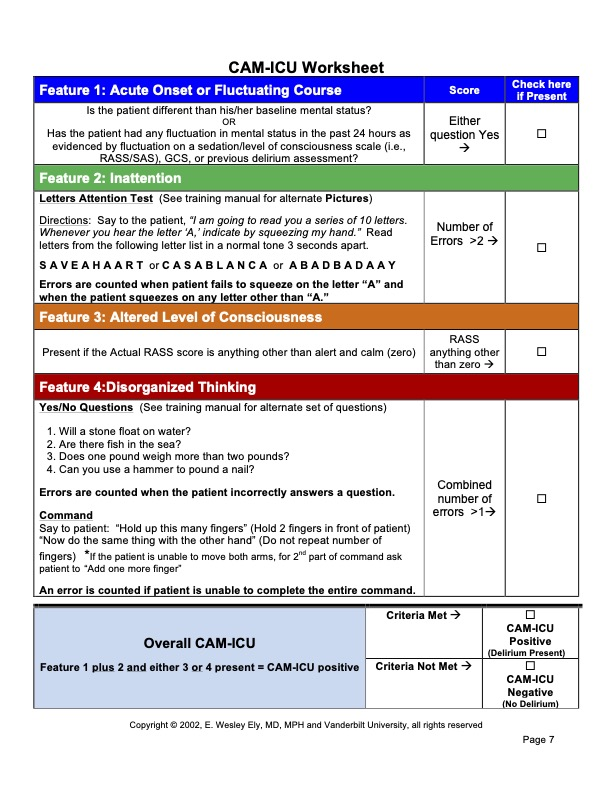 CAM-ICU Worksheet
Feature 1: Acute Onset or Fluctuating Course
Score
Check here
if Present
Is the patient different than his/her baseline mental status?
OR
Has the patient had any fluctuation in mental status in the past 24 hours as
evidenced by fluctuation on a sedation/level of consciousness scale (i.e.,
RASS/SAS), GCS, or previous delirium assessment?
Either
question Yes
→
☐
Feature 2: Inattention
Letters Attention Test (See training manual for alternate Pictures)
Directions: Say to the patient, “I am going to read you a series of 10 letters.
Whenever you hear the letter ‘A,’ indicate by squeezing my hand.” Read
letters from the following letter list in a normal tone 3 seconds apart.
S A V E A H A A R T or C A S A B L A N C A or A B A D B A D A A Y
Errors are counted when patient fails to squeeze on the letter “A” and
when the patient squeezes on any letter other than “A.”
Number of
Errors >2 →
☐
Feature 3: Altered Level of Consciousness
Present if the Actual RASS score is anything other than alert and calm (zero)
RASS
anything other
than zero →
☐
Feature 4:Disorganized Thinking
Yes/No Questions (See training manual for alternate set of questions)
1. Will a stone float on water?
2. Are there fish in the sea?
3. Does one pound weigh more than two pounds?
4. Can you use a hammer to pound a nail?
Errors are counted when the patient incorrectly answers a question.
Command
Say to patient: “Hold up this many fingers” (Hold 2 fingers in front of patient)
“Now do the same thing with the other hand” (Do not repeat number of
fingers) *If the patient is unable to move both arms, for 2nd part of command ask
patient to “Add one more finger”
An error is counted if patient is unable to complete the entire command.
Combined
number of
errors >1→
☐
Overall CAM-ICU
Feature 1 plus 2 and either 3 or 4 present = CAM-ICU positive
Criteria Met →
☐
CAM-ICU
Positive
(Delirium Present)
Criteria Not Met →
☐
CAM-ICU
Negative
(No Delirium)
Copyright © 2002, E. Wesley Ely, MD, MPH and Vanderbilt University, all rights reserved
Page 7